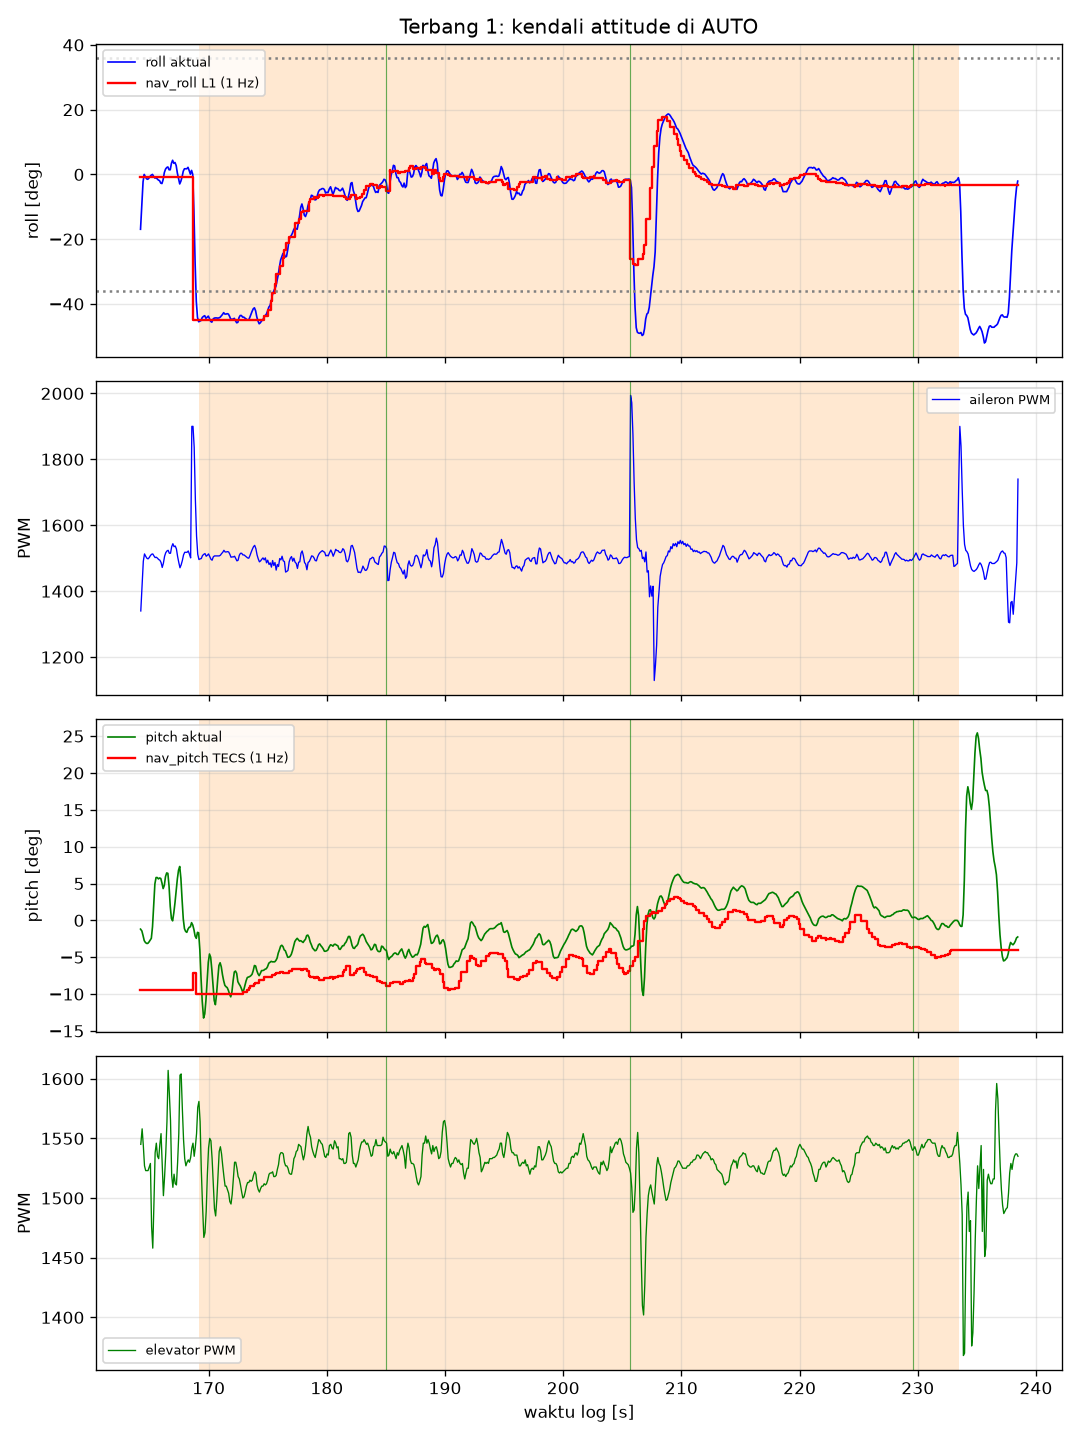 Terbang 1: kendali attitude di AUTO
40
20
0
−20
−40
roll [deg]
roll aktual
nav_roll L1 (1 Hz)
2000
1800
1600
1400
1200
PWM
aileron PWM
25
20
15
10
5
0
−5
−10
−15
pitch [deg]
pitch aktual
nav_pitch TECS (1 Hz)
1600
1550
1500
1450
1400
PWM
elevator PWM
170 180 190 200 210 220 230 240
waktu log [s]